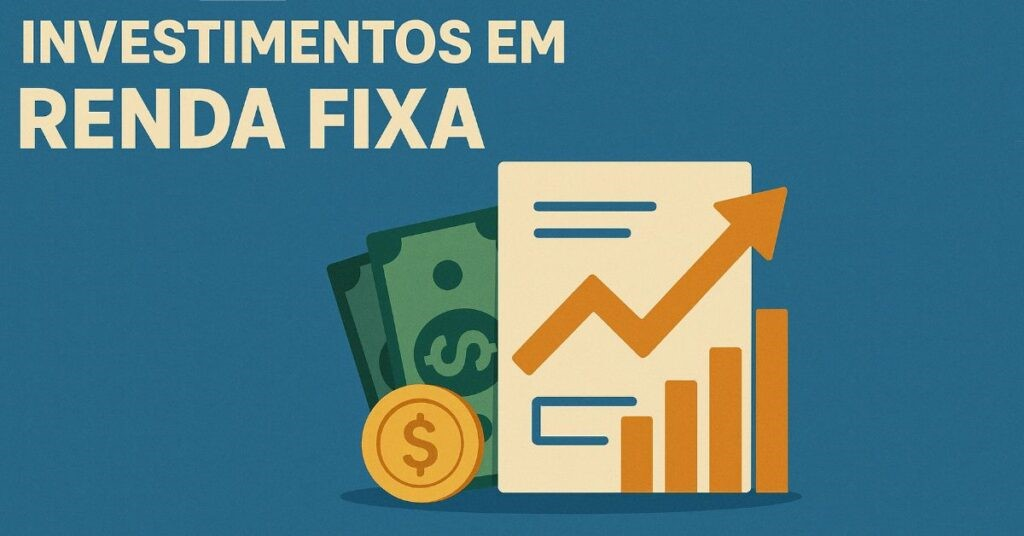 INVESTIMENTOS EM
RENDA FIXA
$
$